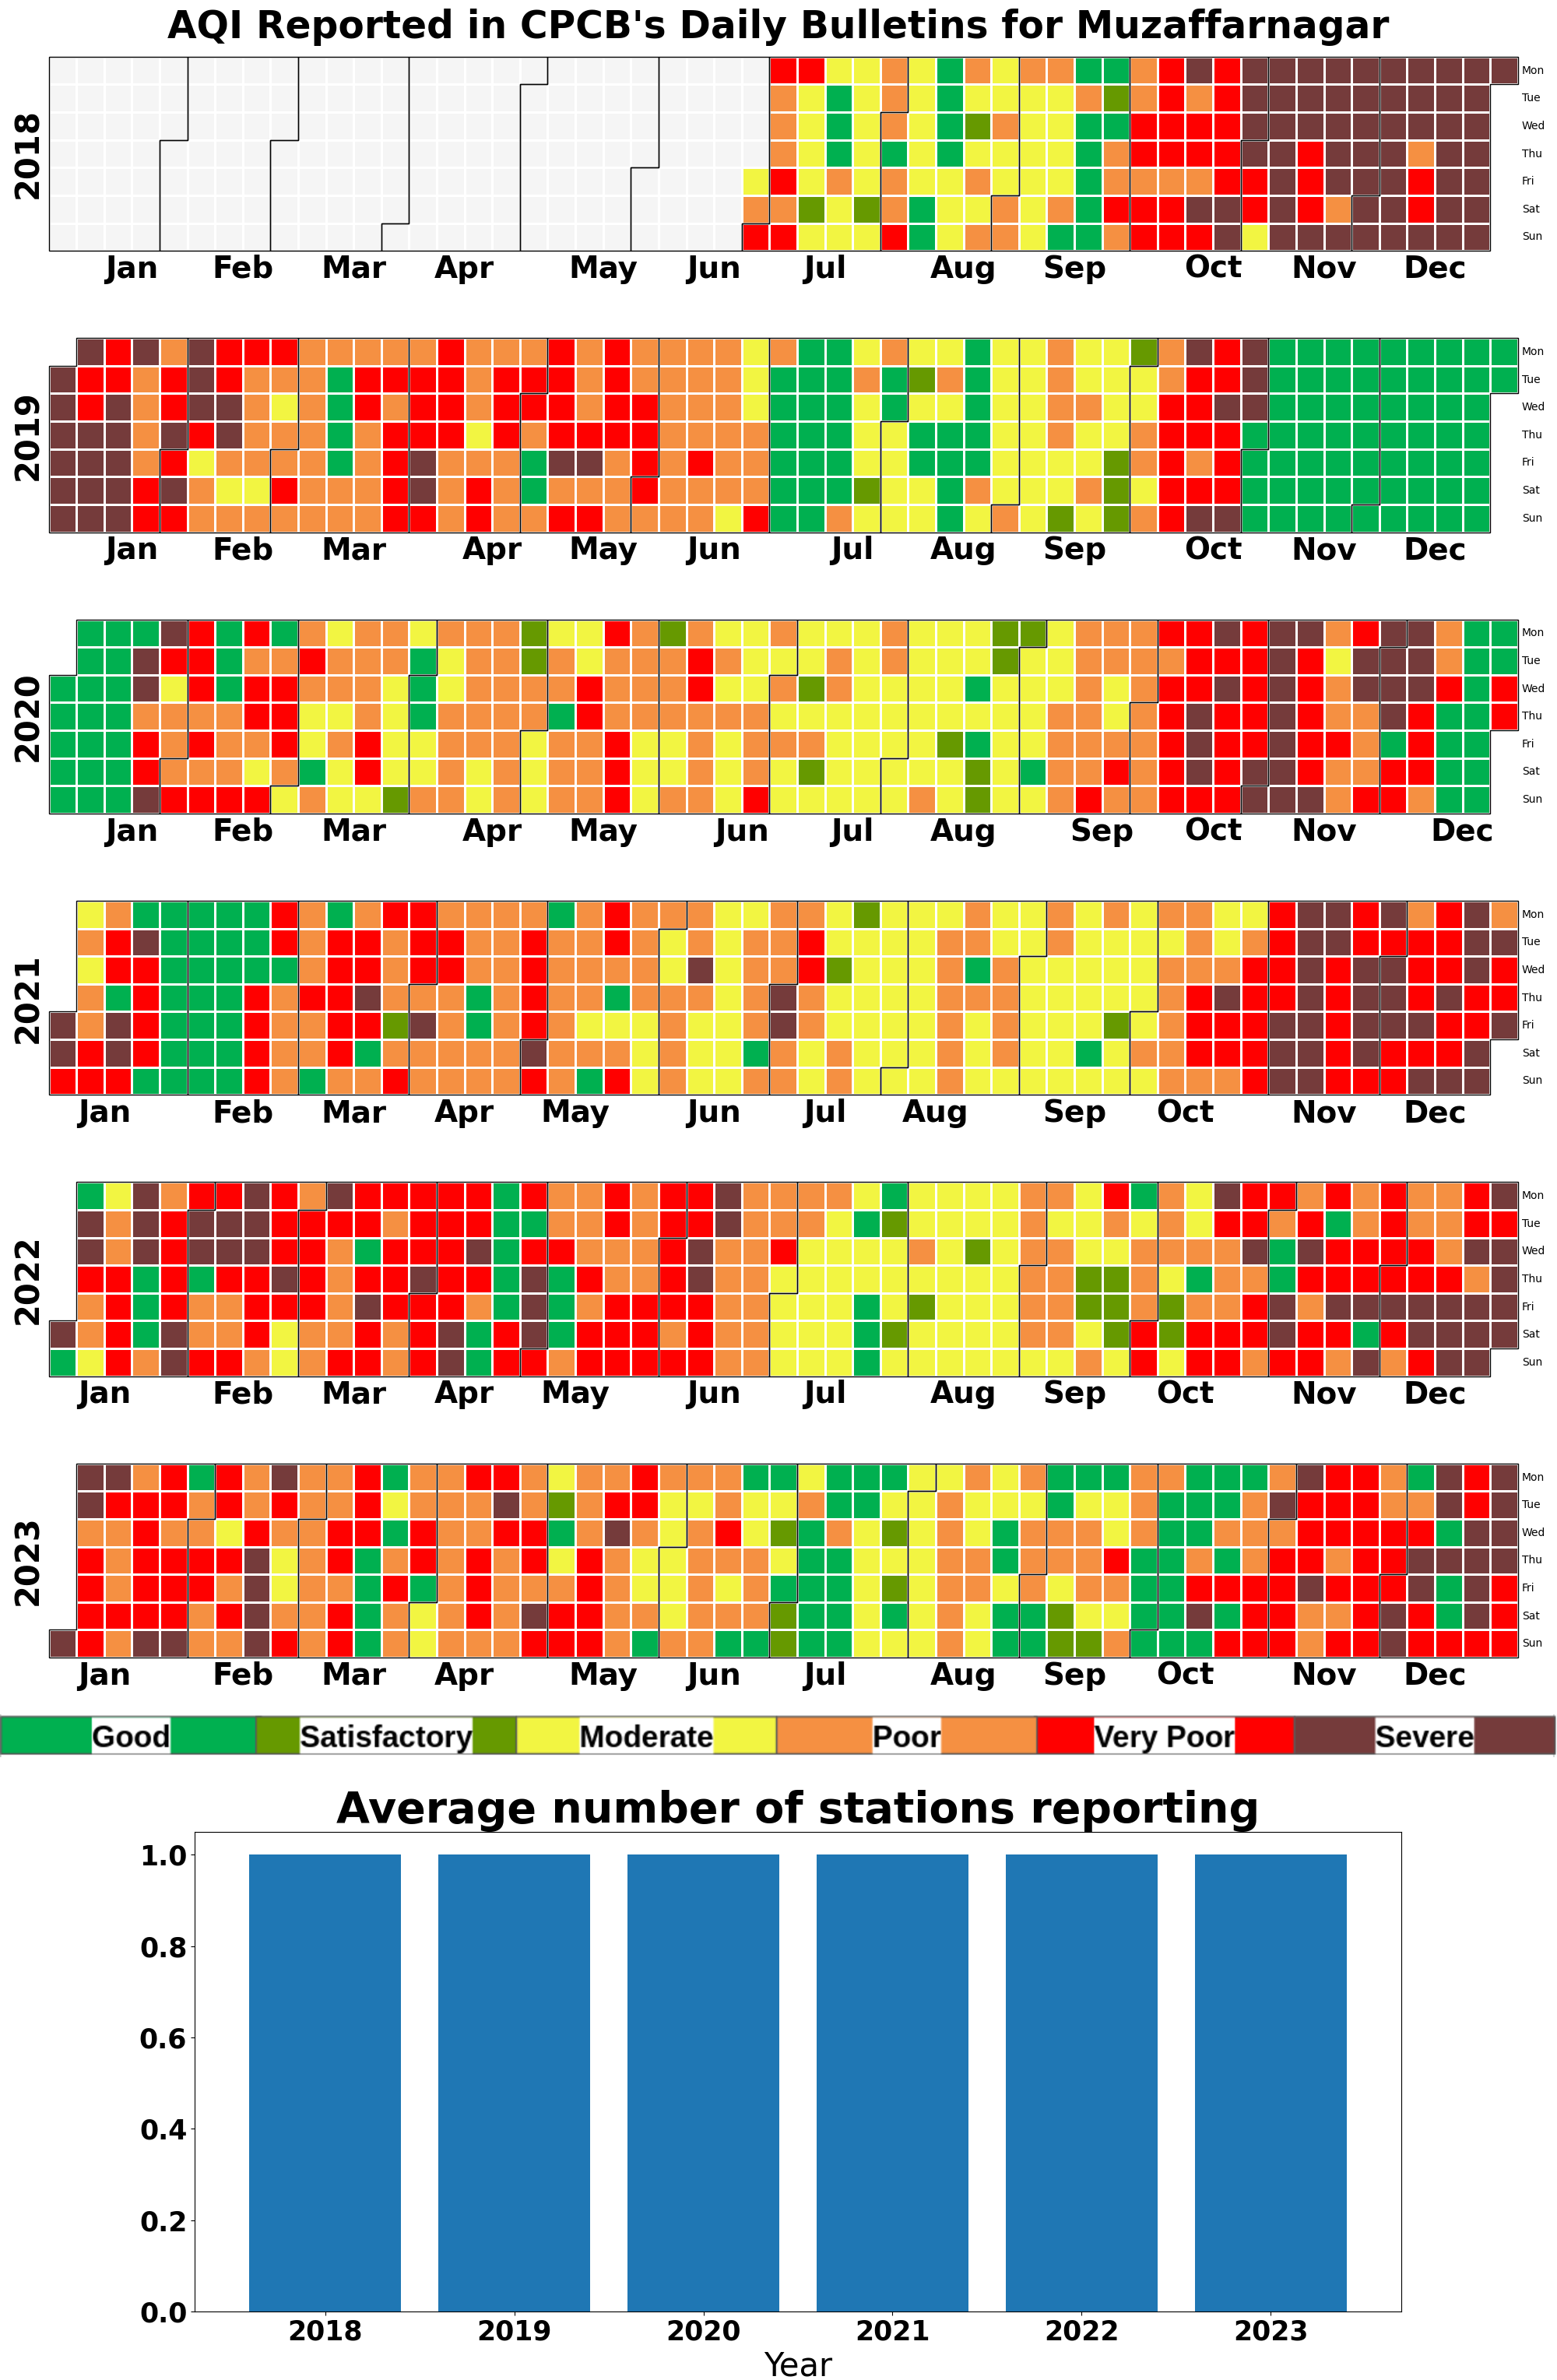 AQI Reported in CPCB's Daily Bulletins for Muzaffarnagar
2018
Mon
Tue
Wed
Thu
Fri
Sat
Sun
Jan Feb Mar Apr May Jun Jul Aug Sep Oct Nov Dec
2019
Mon
Tue
Wed
Thu
Fri
Sat
Sun
Jan Feb Mar Apr May Jun Jul Aug Sep Oct Nov Dec
2020
Mon
Tue
Wed
Thu
Fri
Sat
Sun
Jan Feb Mar Apr May Jun Jul Aug Sep Oct Nov Dec
2021
Mon
Tue
Wed
Thu
Fri
Sat
Sun
Jan Feb Mar Apr May Jun Jul Aug Sep Oct Nov Dec
2022
Mon
Tue
Wed
Thu
Fri
Sat
Sun
Jan Feb Mar Apr May Jun Jul Aug Sep Oct Nov Dec
2023
Mon
Tue
Wed
Thu
Fri
Sat
Sun
Jan Feb Mar Apr May Jun Jul Aug Sep Oct Nov Dec
Good Satisfactory Moderate Poor Very Poor Severe
Average number of stations reporting
1.0
0.8
0.6
0.4
0.2
0.0
2018 2019 2020 2021 2022 2023
Year